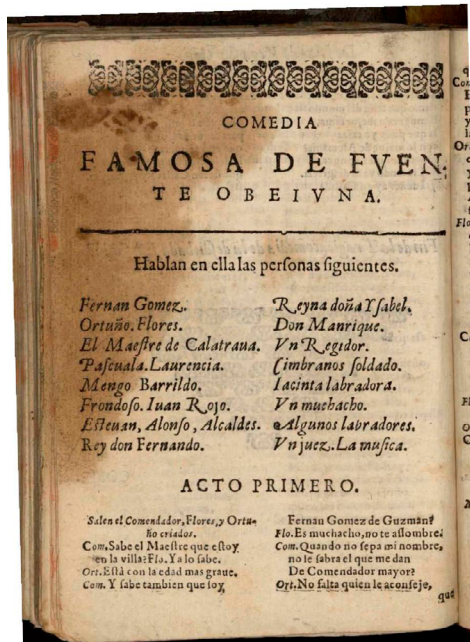 COMEDIA
FAMOSA DE FVEN-
TE OBEIVNA.
Hablan en ella las perſonas ſiguientes.
Fernan Gomez.
Ortuño. Flores.
El Maeſtre de Calatraua.
Paſcuala. Laurencia.
Mengo Barrildo.
Frondoſo. Iuan Rojo.
Eſteuan, Alonſo, Alcaldes.
Rey don Fernando.
Reyna doña Yſabel.
Don Manrique.
Vn Regidor.
Cimbranos ſoldado.
Iacinta labradora.
Vn muchacho.
Algunos labradores.
Vn juez. La muſica.
ACTO PRIMERO.
Salen el Comendador, Flores, y Ortu-
ño criados.
Com. Sabe el Maeſtre que eſtoy
en la villa? Flo. Ya lo ſabe.
Ort. Eſtà con la edad mas graue.
Com. Y ſabe tambien que ſoy
Fernan Gomez de Guzman?
Flo. Es muchacho, no te aſſombre.
Com. Quando no ſepa mi nombre,
no le ſabra el que me dan
De Comendador mayor?
Ort. No falta quien le aconſeje,
que